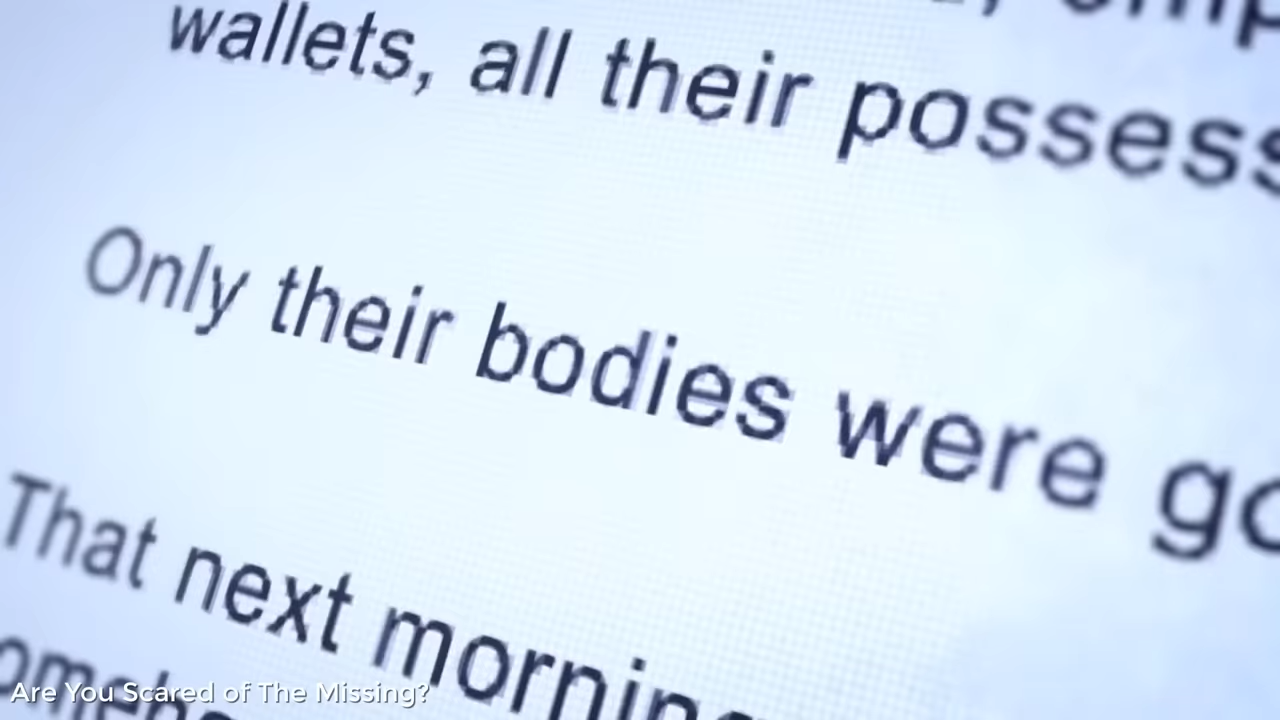 wallets, all their possess
Only their bodies were go
That next mornin
Are You Scared of The Missing?